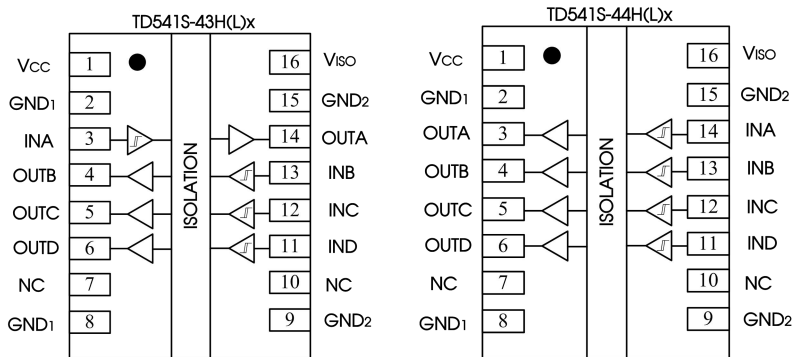 TD541S-43H(L)x
VCC 1 16 VISO
GND1 2 15 GND2
INA 3 14 OUTA
OUTB 4 13 INB
OUTC 5 12 INC
OUTD 6 11 IND
NC 7 10 NC
GND1 8 9 GND2
ISOLATION
TD541S-44H(L)x
VCC 1 16 VISO
GND1 2 15 GND2
OUTA 3 14 INA
OUTB 4 13 INB
OUTC 5 12 INC
OUTD 6 11 IND
NC 7 10 NC
GND1 8 9 GND2
ISOLATION